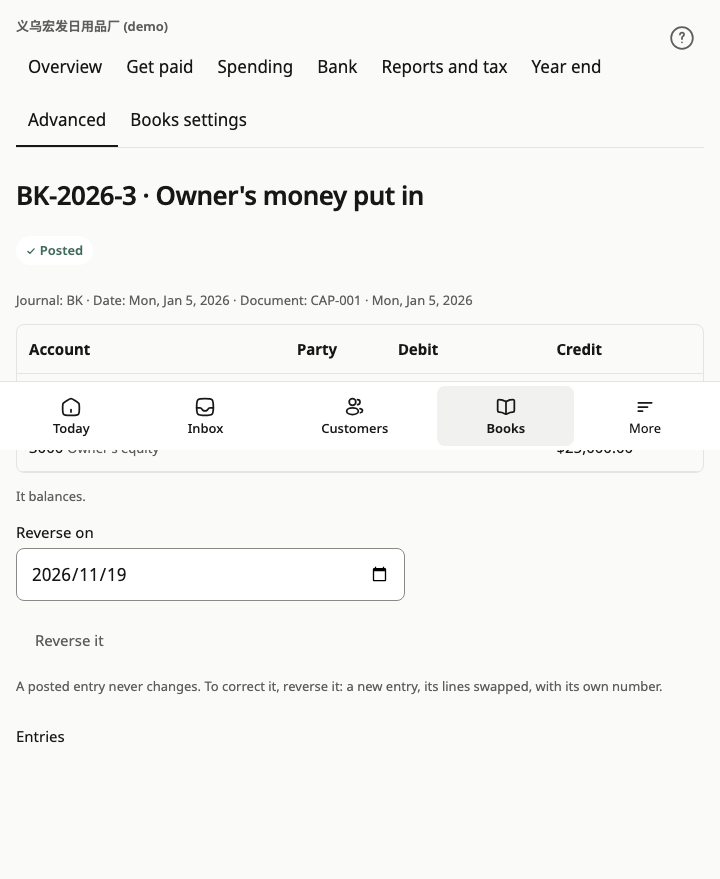 义乌宏发日用品厂 (demo)
Overview Get paid Spending Bank Reports and tax Year end
Advanced Books settings
BK-2026-3 · Owner's money put in
✓ Posted
Journal: BK · Date: Mon, Jan 5, 2026 · Document: CAP-001 · Mon, Jan 5, 2026
Account Party Debit Credit
Today Inbox Customers Books More
Owner's equity
It balances.
Reverse on
2026/11/19
Reverse it
A posted entry never changes. To correct it, reverse it: a new entry, its lines swapped, with its own number.
Entries